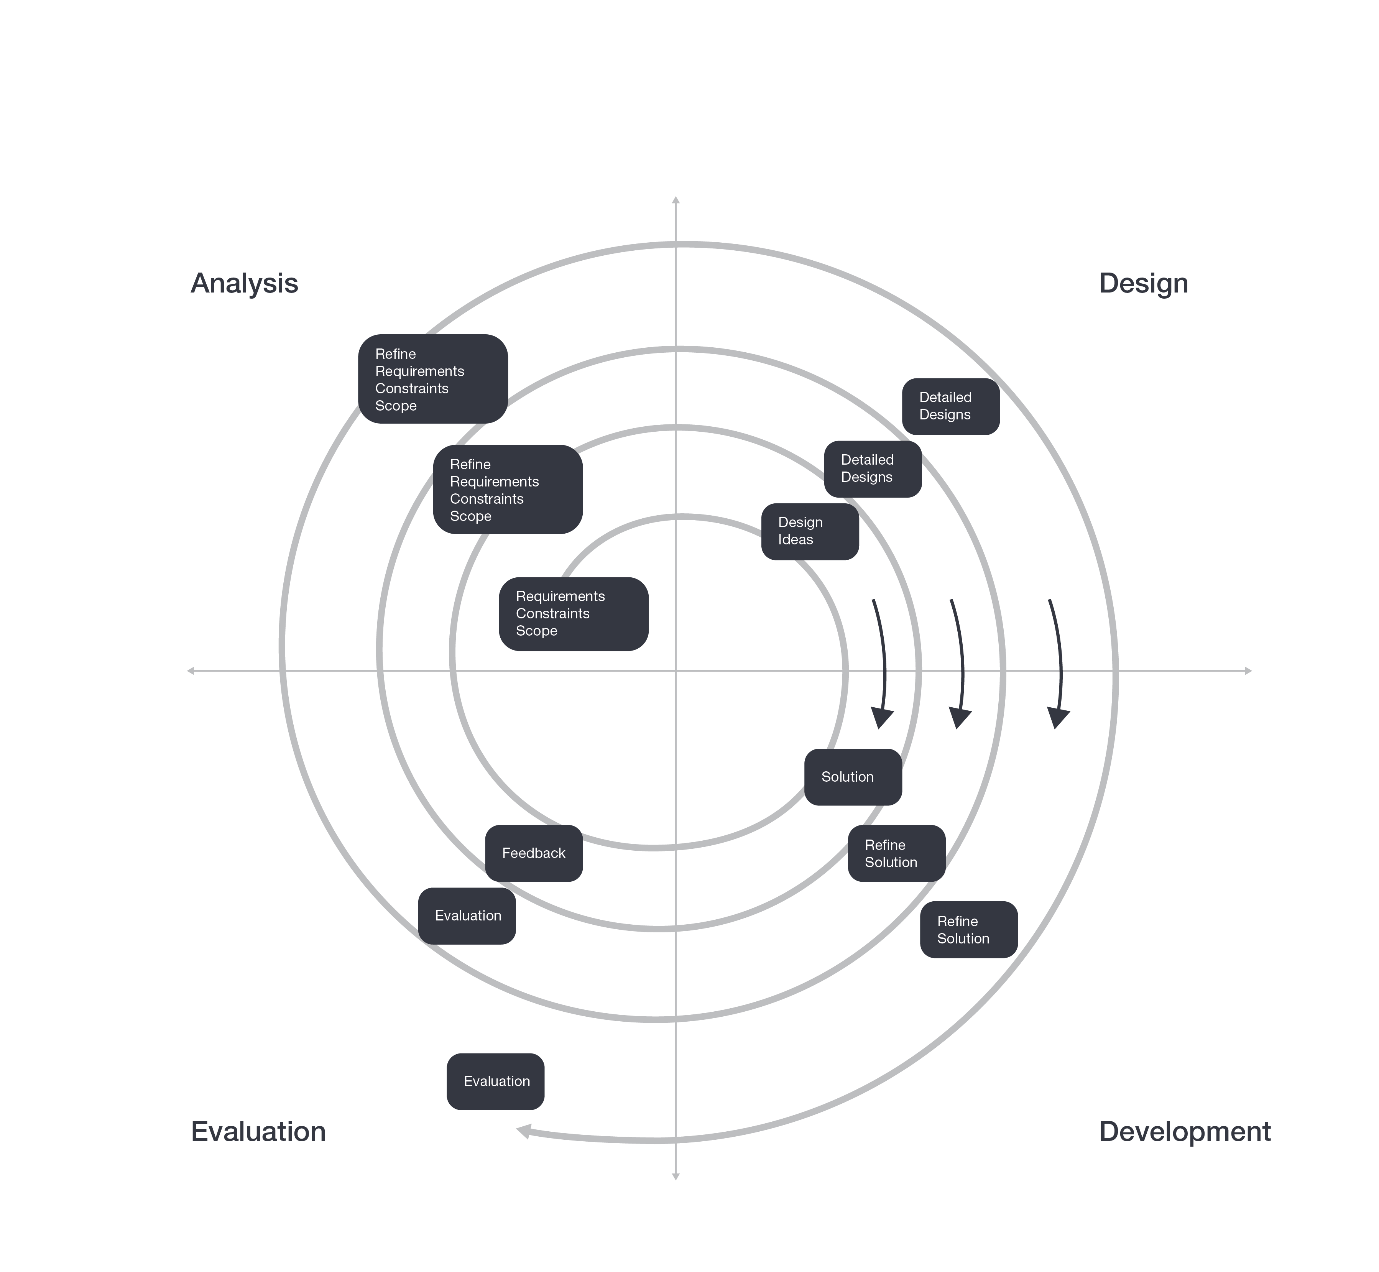 Analysis
Design
Refine
Requirements
Constraints
Scope
Detailed
Designs
Refine
Requirements
Constraints
Scope
Detailed
Designs
Design
Ideas
Requirements
Constraints
Scope
Solution
Feedback
Refine
Solution
Evaluation
Refine
Solution
Evaluation
Evaluation
Development